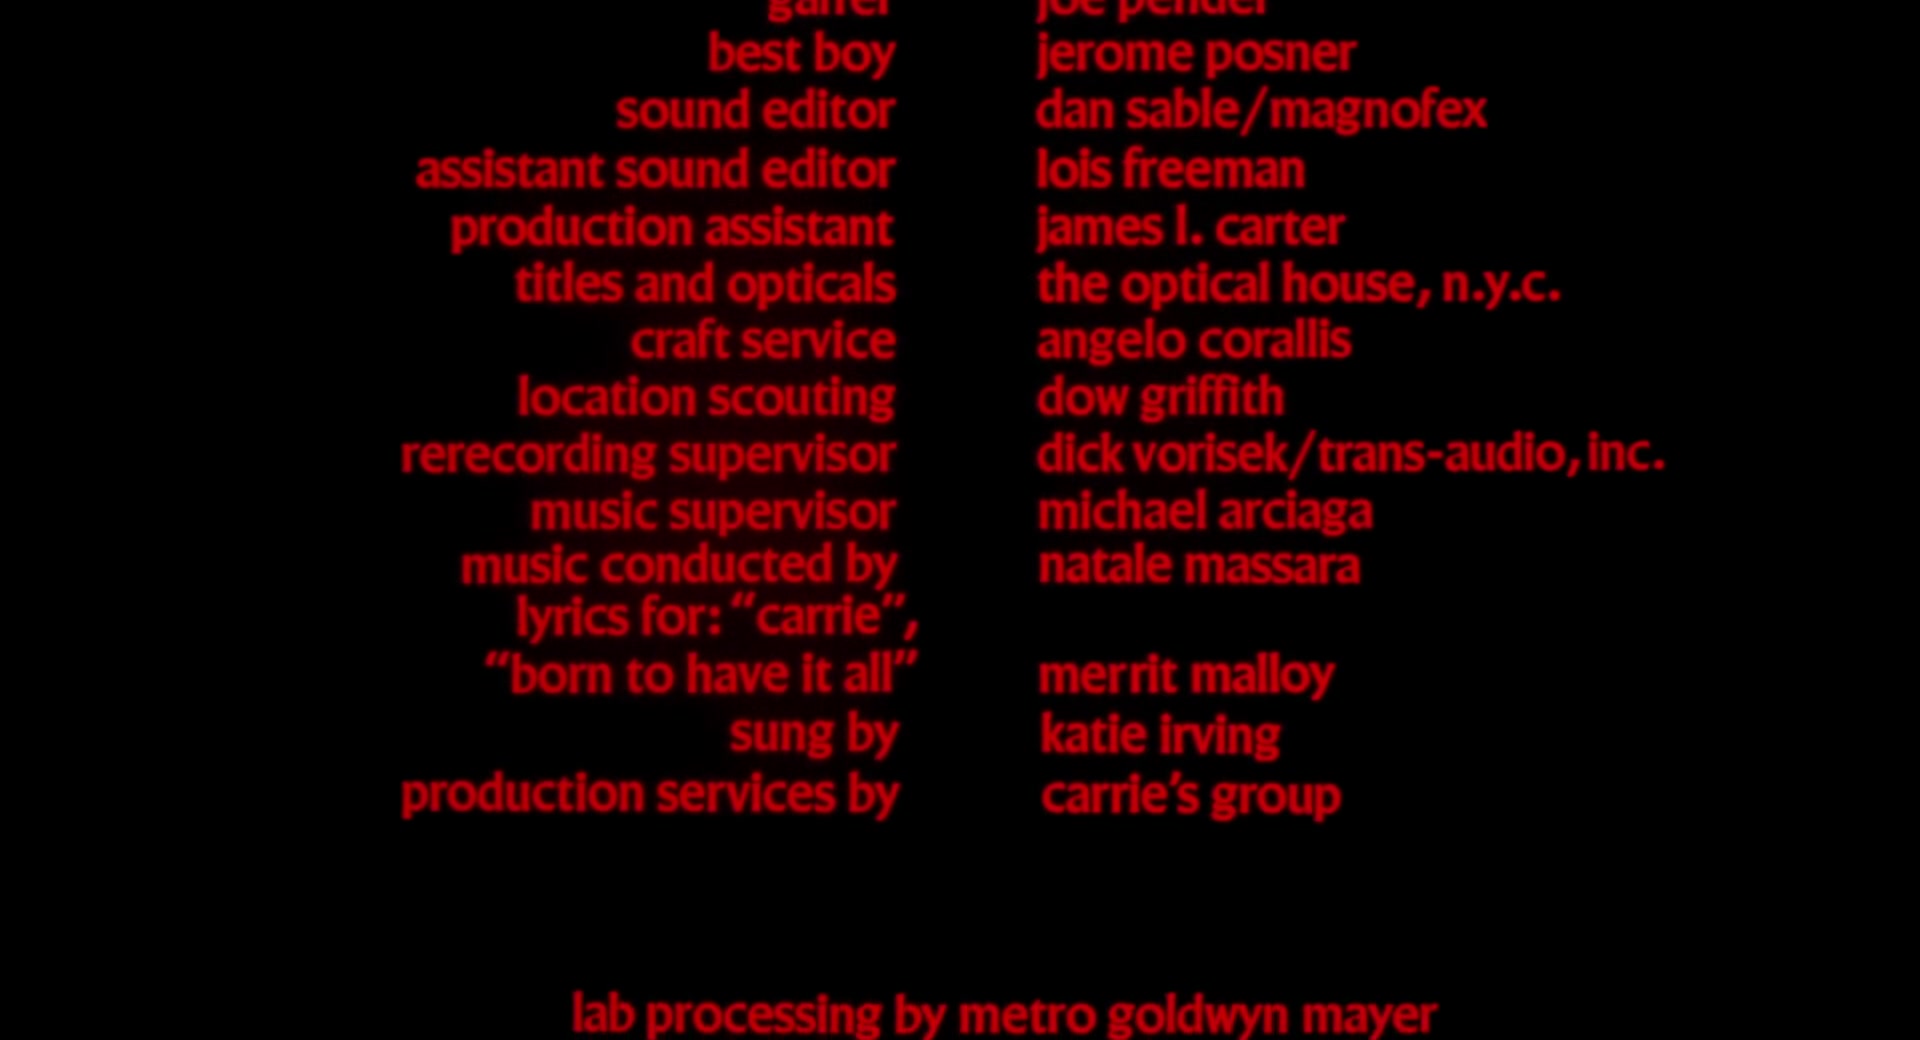 best boy jerome posner
sound editor dan sable/magnofex
assistant sound editor lois freeman
production assistant james l. carter
titles and opticals the optical house, n.y.c.
craft service angelo corallis
location scouting dow griffith
rerecording supervisor dick vorisek/trans-audio, inc.
music supervisor michael arciaga
music conducted by natale massara
lyrics for: “carrie”,
“born to have it all” merrit malloy
sung by katie irving
production services by carrie’s group
lab processing by metro goldwyn mayer